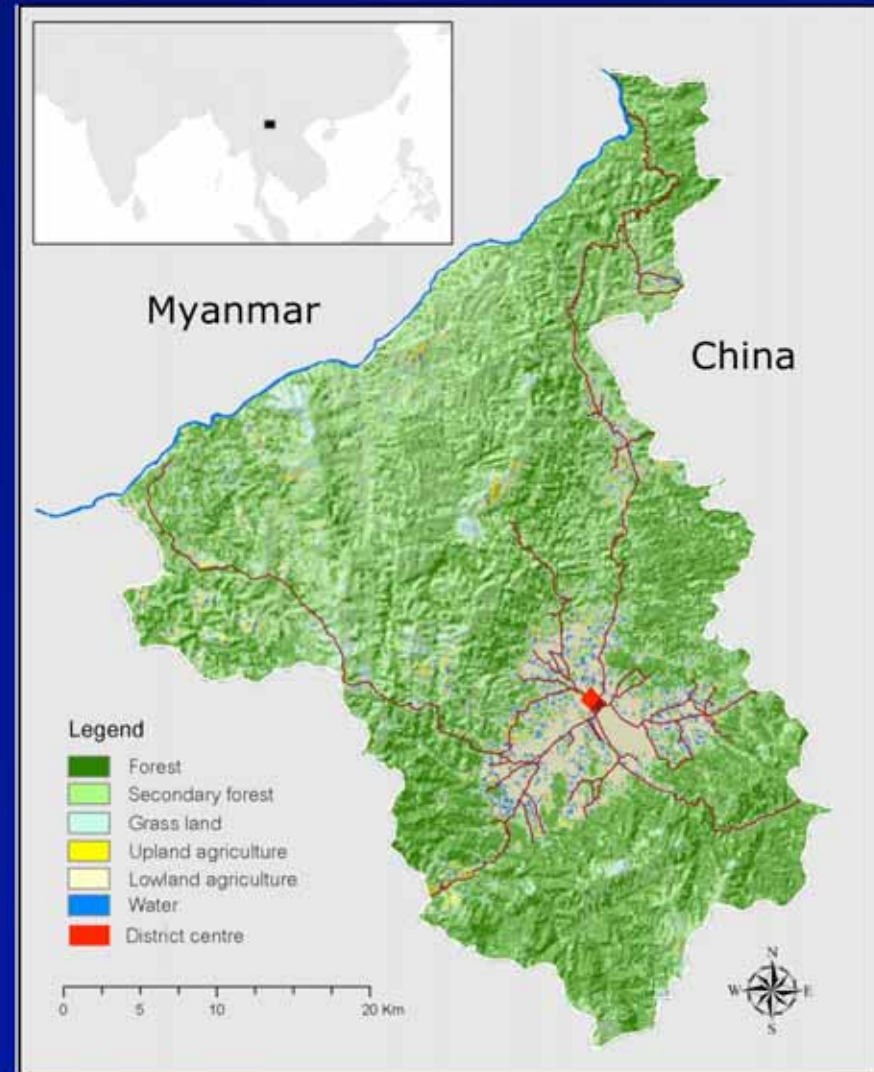 Myanmar
China
Legend
Forest
Secondary forest
Grass land
Upland agriculture
Lowland agriculture
Water
District centre
0 5 10 20 Km
N
W E
S